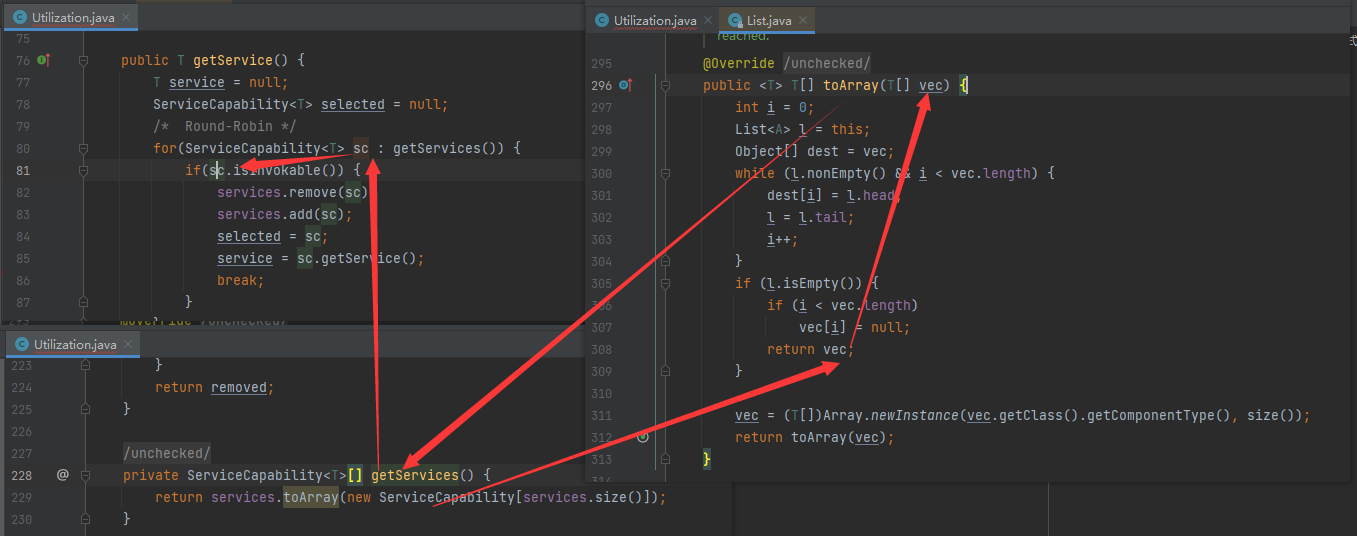 Utilization.java
75
76 public T getService() {
77 T service = null;
78 ServiceCapability<T> selected = null;
79 /* Round-Robin */
80 for(ServiceCapability<T> sc : getServices()) {
81 if(sc.isInvokable()) {
82 services.remove(sc)
83 services.add(sc);
84 selected = sc;
85 service = sc.getService();
86 break;
87 }
Utilization.java
223 }
224 return removed;
225 }
226
227 /unchecked/
228 @ private ServiceCapability<T>[] getServices() {
229 return services.toArray(new ServiceCapability[services.size()]);
230 }
Utilization.java List.java
reached.
295 @Override /unchecked/
296 public <T> T[] toArray(T[] vec) {
297 int i = 0;
298 List<A> l = this;
299 Object[] dest = vec;
300 while (l.nonEmpty() && i < vec.length) {
301 dest[i] = l.head;
302 l = l.tail;
303 i++;
304 }
305 if (l.isEmpty()) {
306 if (i < vec.length)
307 vec[i] = null;
308 return vec;
309 }
310
311 vec = (T[])Array.newInstance(vec.getClass().getComponentType(), size());
312 return toArray(vec);
313 }